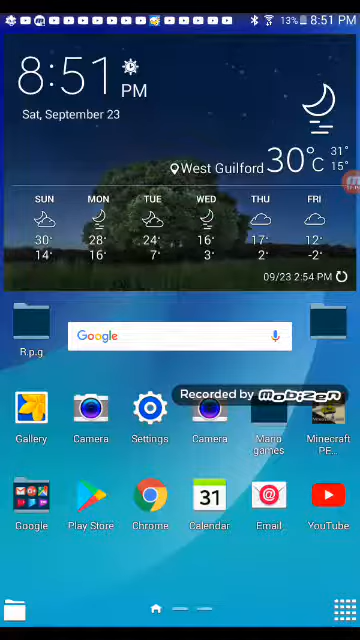 13% 8:51 PM
8:51 PM
Sat, September 23
West Guilford 30°C 31° 15°
SUN MON TUE WED THU FRI
30° 28° 24° 16° 17° 12°
14° 16° 7° 3° 2° -2°
09/23 2:54 PM
R.p.g
Google
Recorded by MOBIZEN
Gallery Camera Settings Camera Mario games Minecraft PE...
31
Google Play Store Chrome Calendar Email YouTube